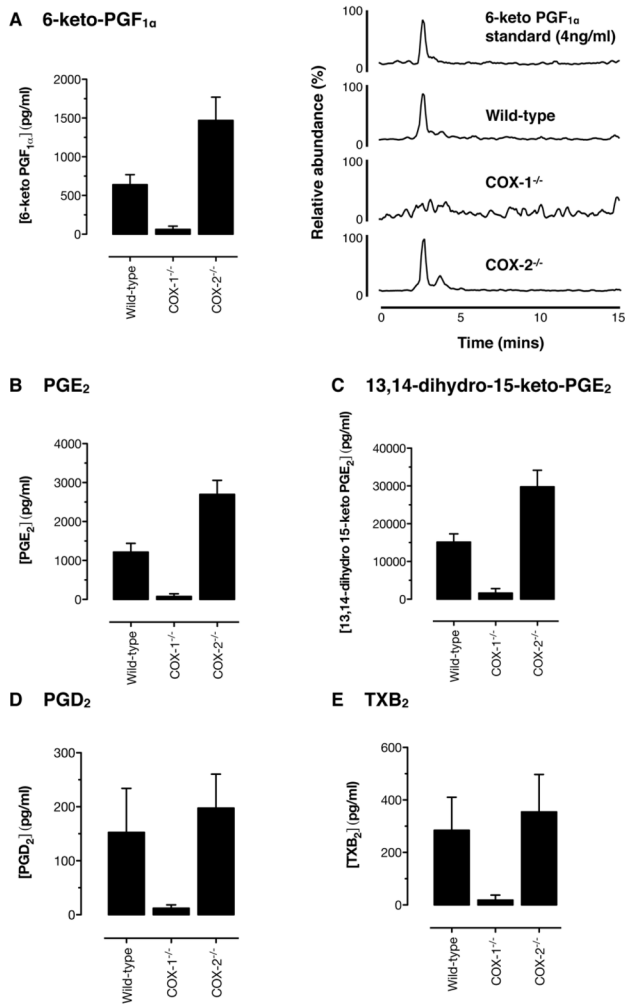 A 6-keto-PGF1α
[6-keto PGF1α] (pg/ml)
2000
1500
1000
500
0
Wild-type
COX-1-/-
COX-2-/-
Relative abundance (%)
100
6-keto PGF1α
standard (4ng/ml)
0
100
Wild-type
0
100
COX-1-/-
0
100
COX-2-/-
0
0 5 10 15
Time (mins)
B PGE2
[PGE2] (pg/ml)
4000
3000
2000
1000
0
Wild-type
COX-1-/-
COX-2-/-
C 13,14-dihydro-15-keto-PGE2
[13,14-dihydro 15-keto PGE2] (pg/ml)
40000
30000
20000
10000
0
Wild-type
COX-1-/-
COX-2-/-
D PGD2
[PGD2] (pg/ml)
300
200
100
0
Wild-type
COX-1-/-
COX-2-/-
E TXB2
[TXB2] (pg/ml)
600
400
200
0
Wild-type
COX-1-/-
COX-2-/-